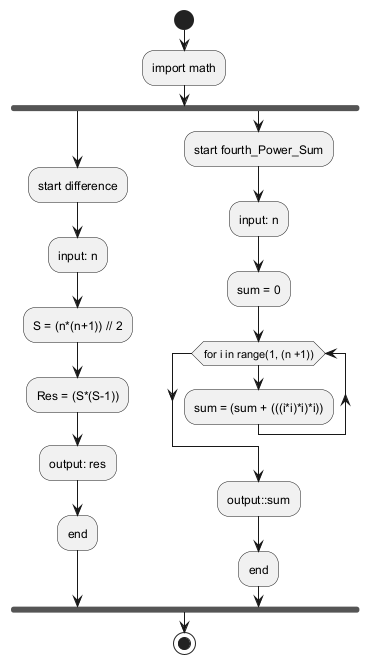 import math
start difference
input: n
S = (n*(n+1)) // 2
Res = (S*(S-1))
output: res
end
start fourth_Power_Sum
input: n
sum = 0
for i in range(1, (n +1))
sum = (sum + (((i*i)*i)*i))
output::sum
end